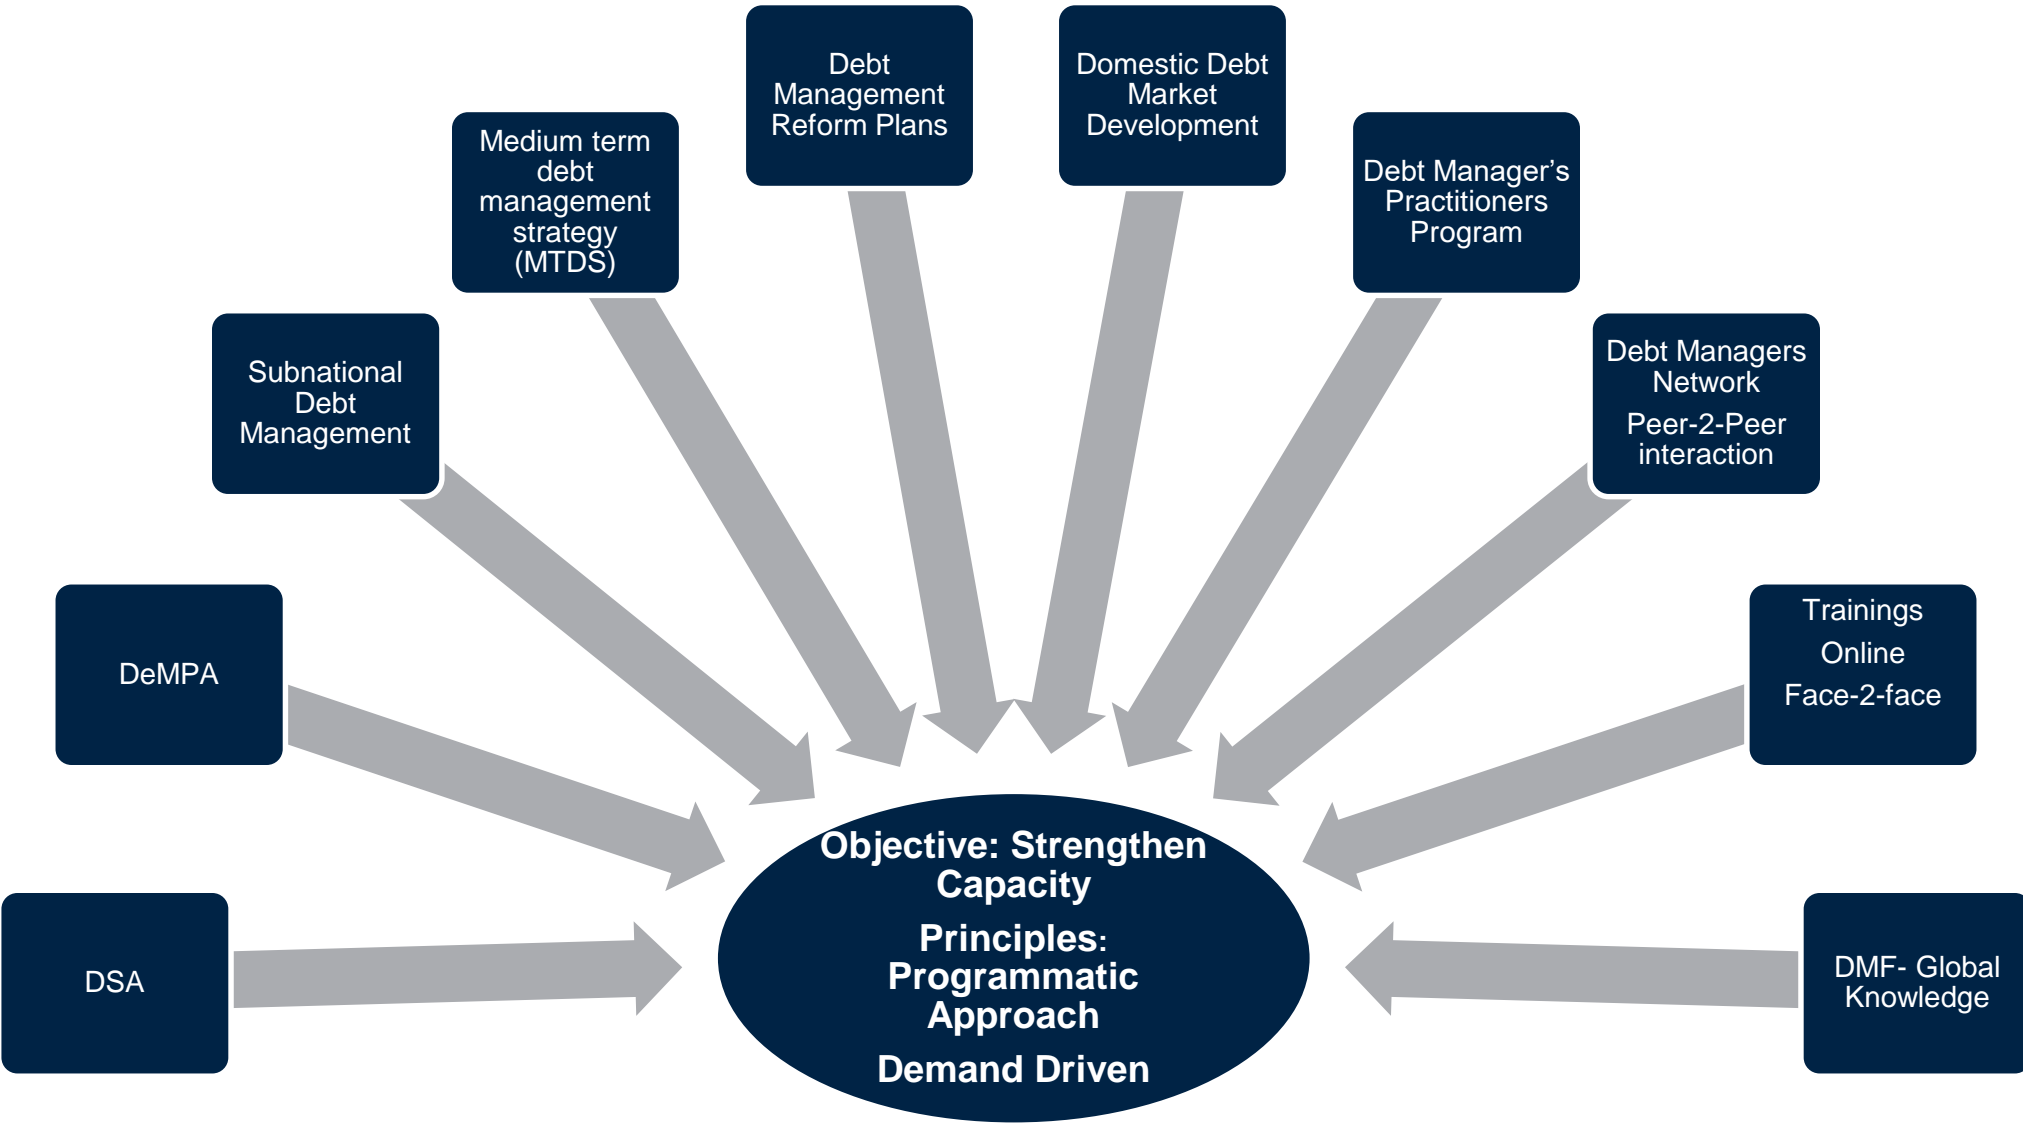 Debt
Management
Reform Plans
Domestic Debt
Market
Development
Medium term
debt
management
strategy
(MTDS)
Debt Manager’s
Practitioners
Program
Subnational
Debt
Management
Debt Managers
Network
Peer-2-Peer
interaction
DeMPA
Trainings
Online
Face-2-face
DSA
DMF- Global
Knowledge
Objective: Strengthen
Capacity
Principles:
Programmatic
Approach
Demand Driven